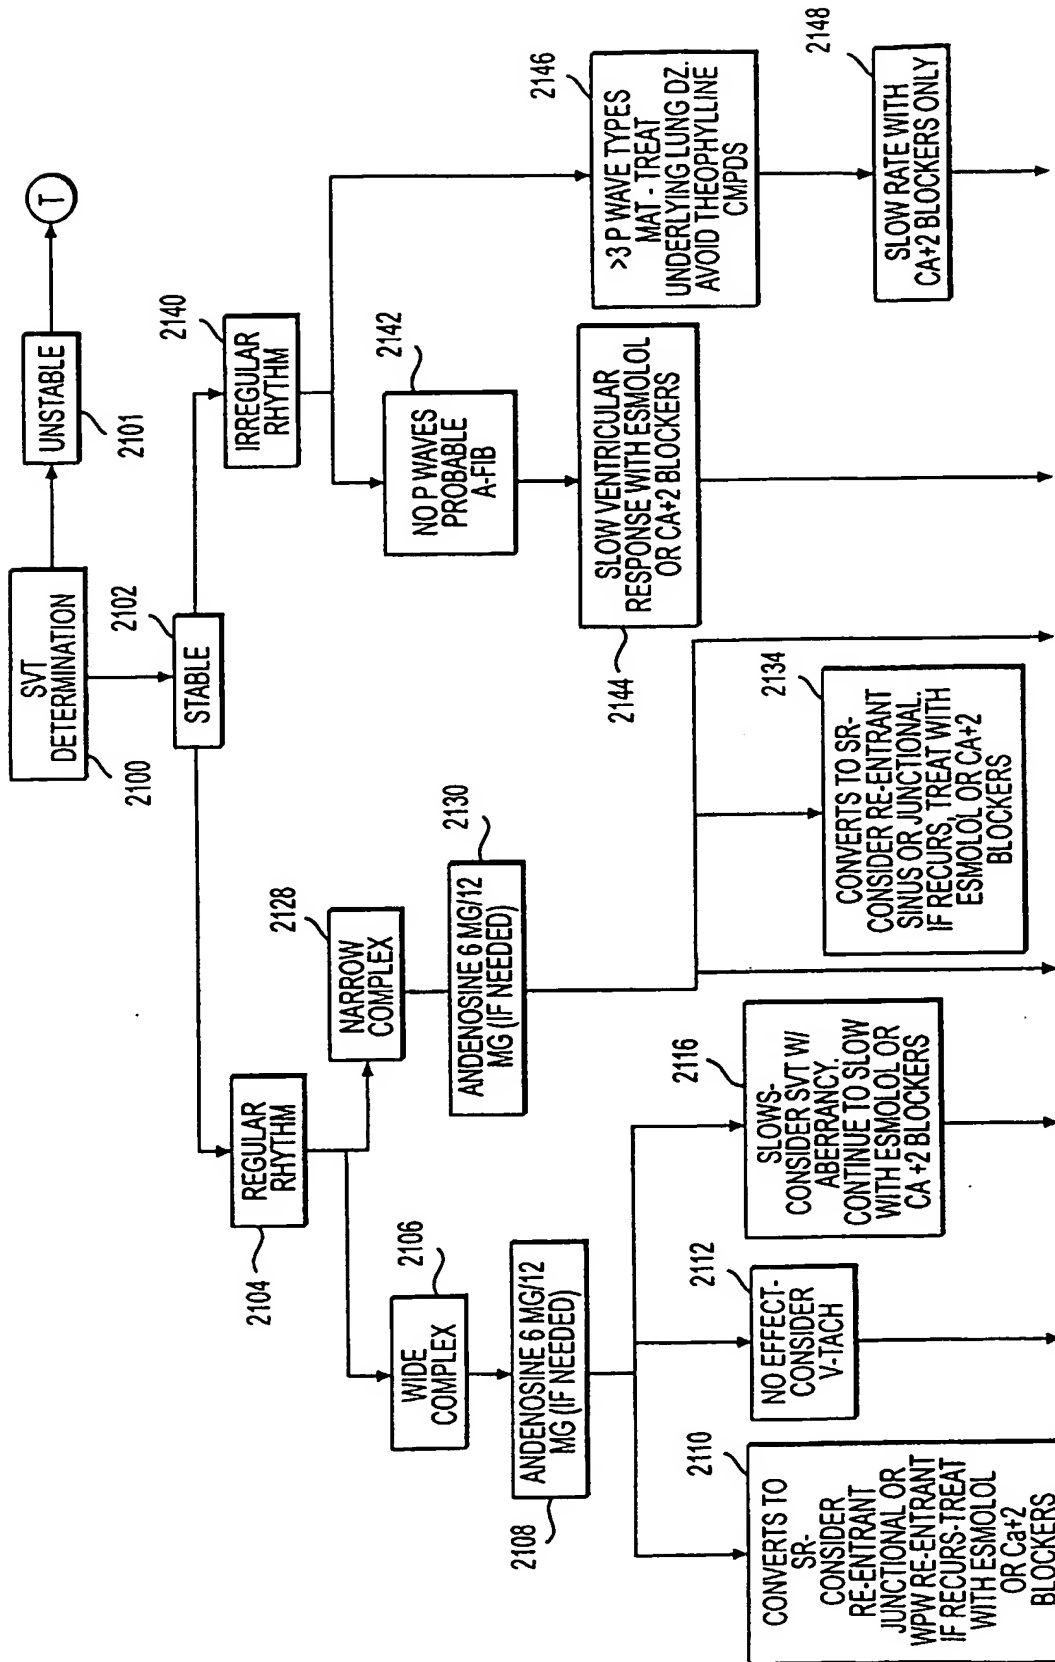 SVT
DETERMINATION
2100
UNSTABLE
2101
T
STABLE
2102
REGULAR
RHYTHM
2104
IRREGULAR
RHYTHM
2140
WIDE
COMPLEX
2106
NARROW
COMPLEX
2128
NO P WAVES
PROBABLE
A-FIB
2142
>3 P WAVE TYPES
MAT - TREAT
UNDERLYING LUNG DZ.
AVOID THEOPHYLLINE
CMPDS
2146
ANDENOSINE 6 MG/12
MG (IF NEEDED)
2108
ANDENOSINE 6 MG/12
MG (IF NEEDED)
2130
SLOW VENTRICULAR
RESPONSE WITH ESMOLOL
OR CA+2 BLOCKERS
2144
SLOW RATE WITH
CA+2 BLOCKERS ONLY
2148
CONVERTS TO
SR-
CONSIDER
RE-ENTRANT
JUNCTIONAL OR
WPW RE-ENTRANT
IF RECURS-TREAT
WITH ESMOLOL
OR Ca+2
BLOCKERS
2110
NO EFFECT-
CONSIDER
V-TACH
2112
SLOWS-
CONSIDER SVT W/
ABERRANCY.
CONTINUE TO SLOW
WITH ESMOLOL OR
CA +2 BLOCKERS
2116
CONVERTS TO SR-
CONSIDER RE-ENTRANT
SINUS OR JUNCTIONAL.
IF RECURS, TREAT WITH
ESMOLOL OR CA+2
BLOCKERS
2134